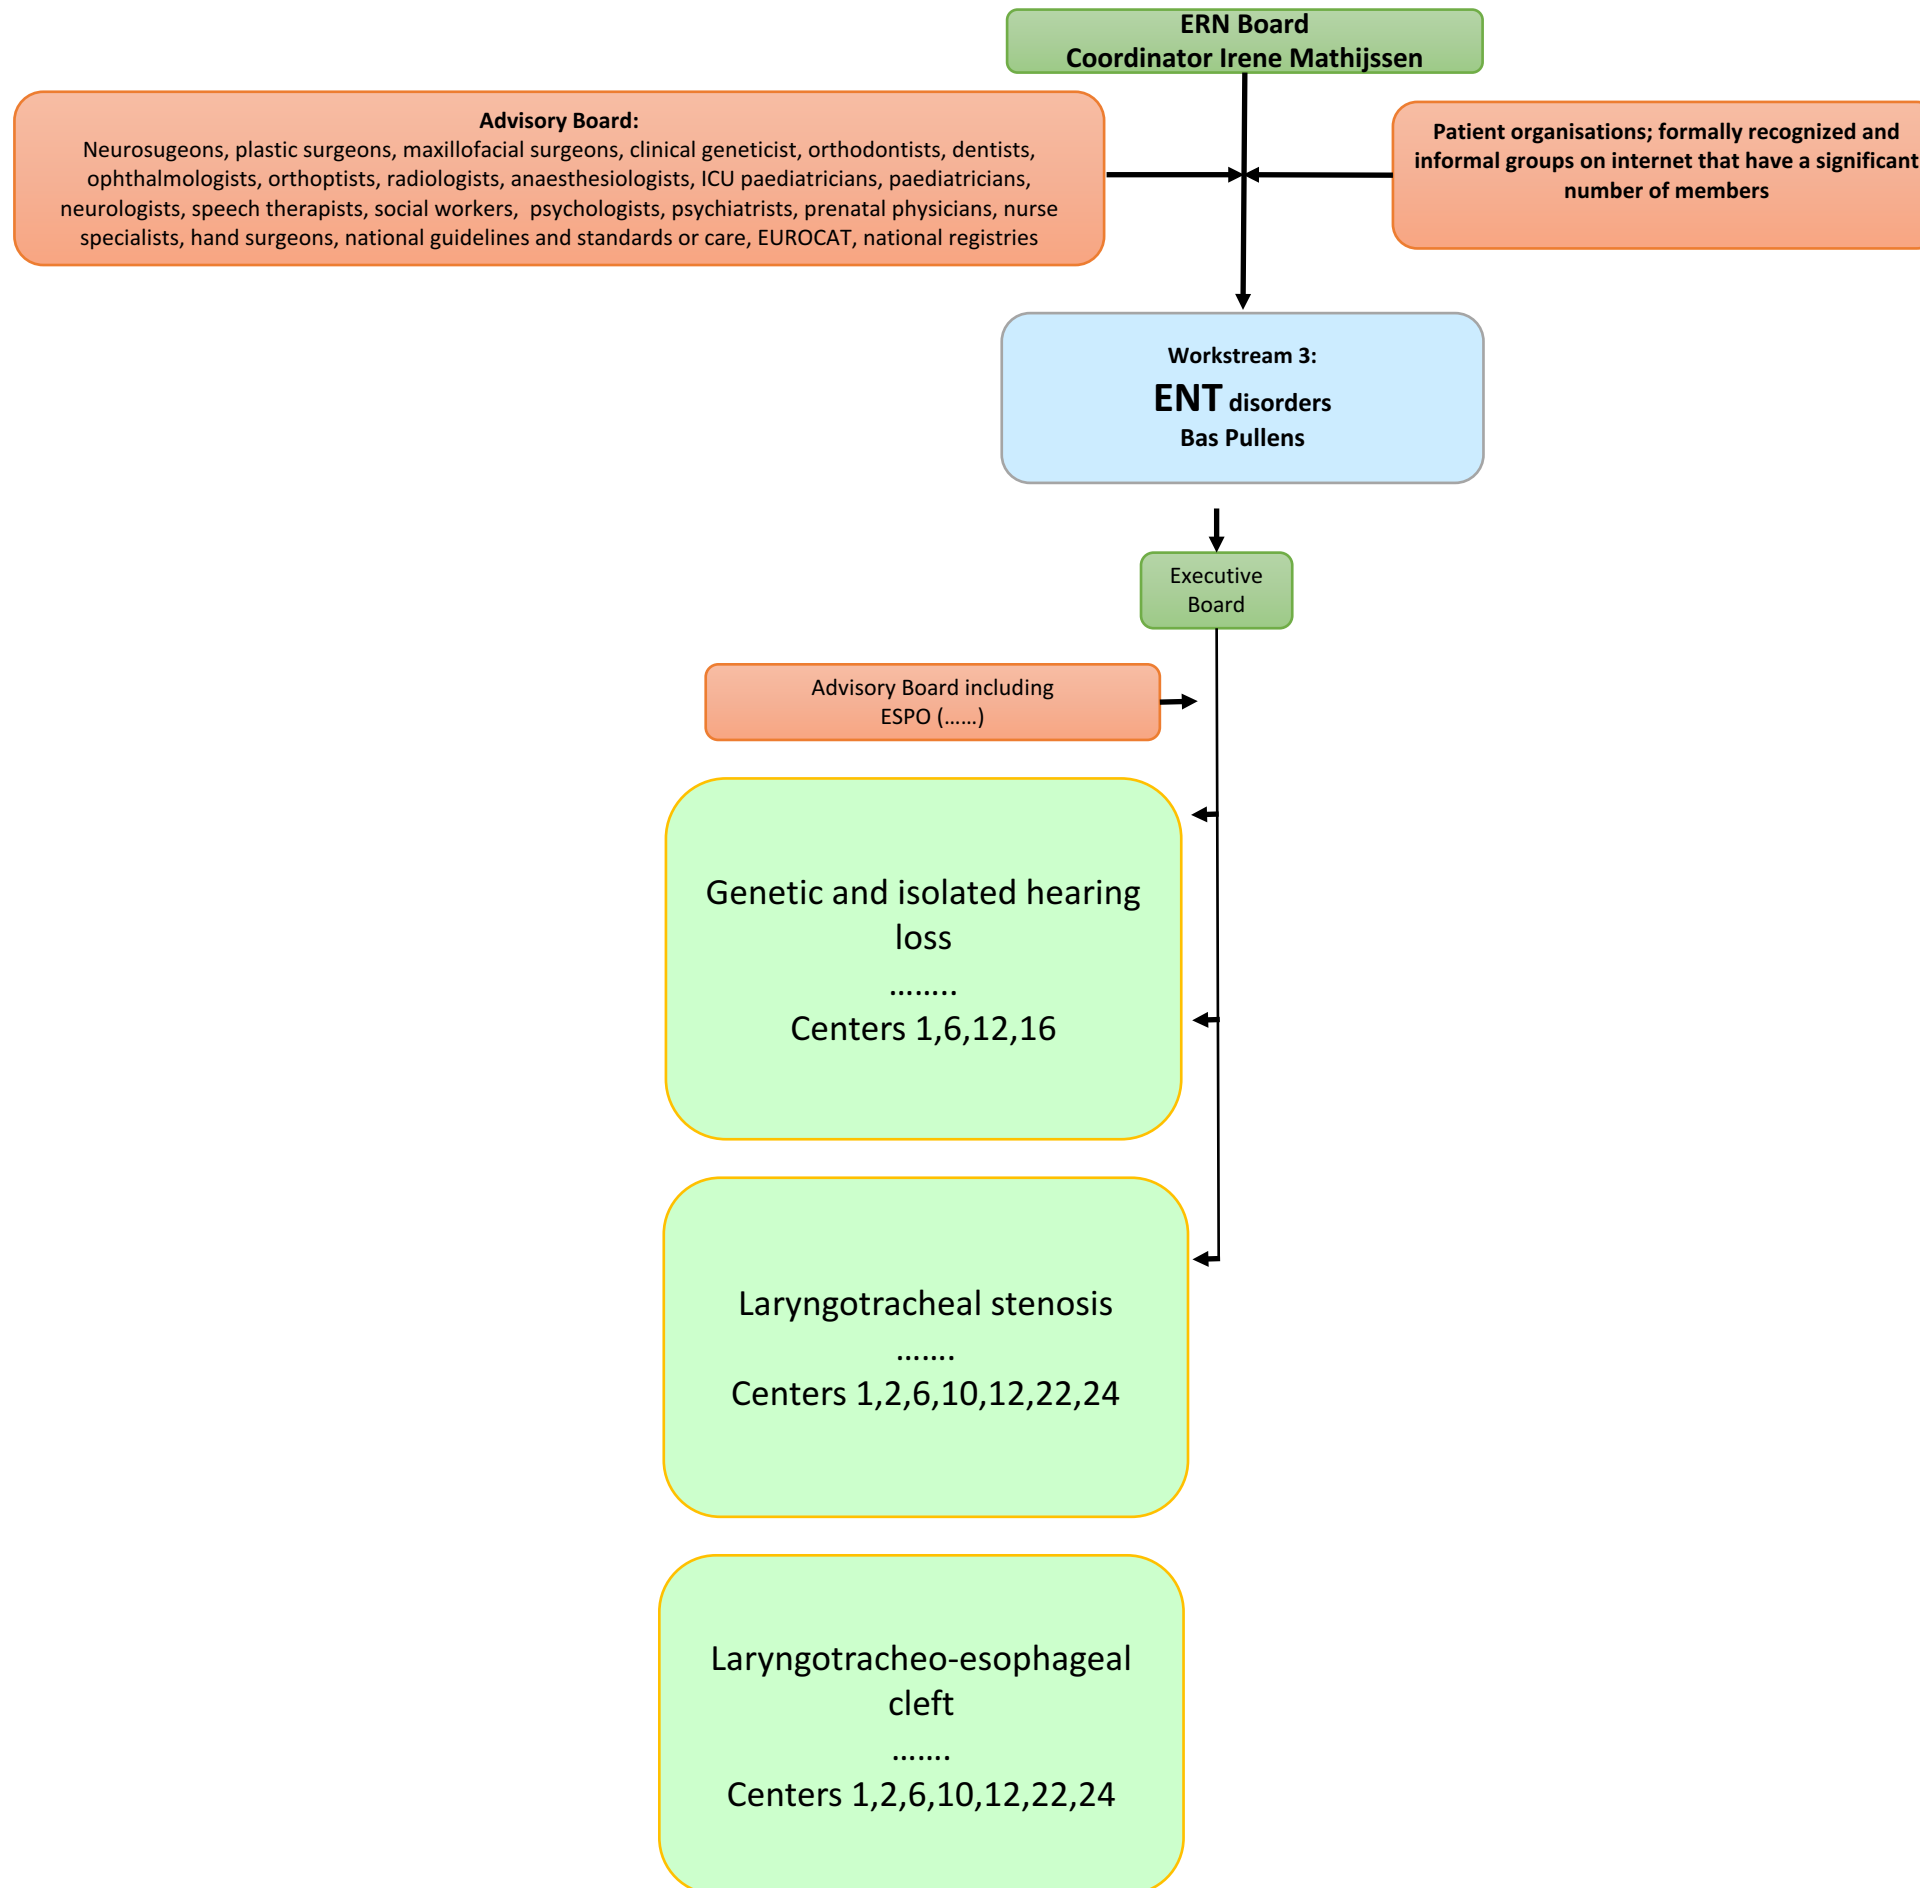 ERN Board
Coordinator Irene Mathijssen
Advisory Board:
Neurosugeons, plastic surgeons, maxillofacial surgeons, clinical geneticist, orthodontists, dentists,
ophthalmologists, orthoptists, radiologists, anaesthesiologists, ICU paediatricians, paediatricians,
neurologists, speech therapists, social workers, psychologists, psychiatrists, prenatal physicians, nurse
specialists, hand surgeons, national guidelines and standards or care, EUROCAT, national registries
Patient organisations; formally recognized and
informal groups on internet that have a significant
number of members
Workstream 3:
ENT disorders
Bas Pullens
Executive
Board
Advisory Board including
ESPO (……)
Genetic and isolated hearing
loss
……..
Centers 1,6,12,16
Laryngotracheal stenosis
…….
Centers 1,2,6,10,12,22,24
Laryngotracheo-esophageal
cleft
…….
Centers 1,2,6,10,12,22,24